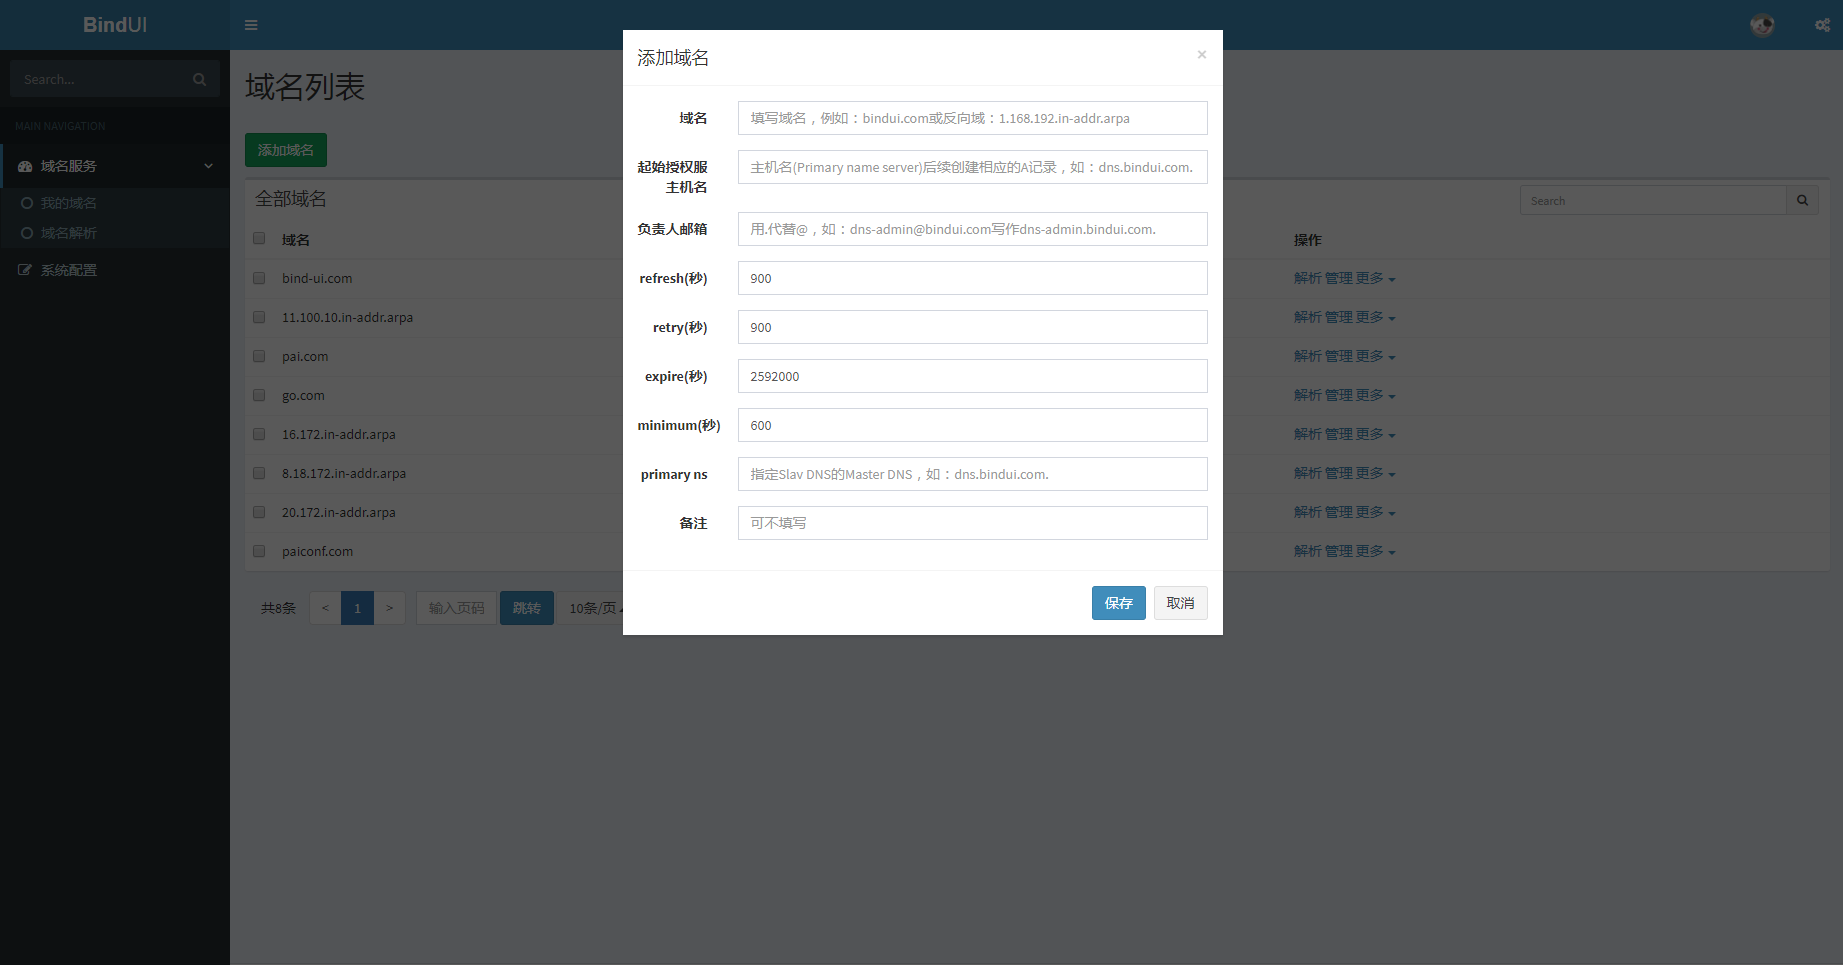 BindUI
Search...
MAIN NAVIGATION
域名服务
我的域名
域名解析
系统配置
域名列表
添加域名
全部域名
Search
域名
操作
bind-ui.com
解析 管理 更多
11.100.10.in-addr.arpa
解析 管理 更多
pai.com
解析 管理 更多
go.com
解析 管理 更多
16.172.in-addr.arpa
解析 管理 更多
8.18.172.in-addr.arpa
解析 管理 更多
20.172.in-addr.arpa
解析 管理 更多
paiconf.com
解析 管理 更多
共8条 < 1 > 输入页码 跳转 10条/页
添加域名 ×
域名 填写域名，例如：bindui.com或反向域：1.168.192.in-addr.arpa
起始授权服
主机名
主机名(Primary name server)后续创建相应的A记录，如：dns.bindui.com.
负责人邮箱 用.代替@，如：dns-admin@bindui.com写作dns-admin.bindui.com.
refresh(秒) 900
retry(秒) 900
expire(秒) 2592000
minimum(秒) 600
primary ns 指定Slav DNS的Master DNS，如：dns.bindui.com.
备注 可不填写
保存 取消